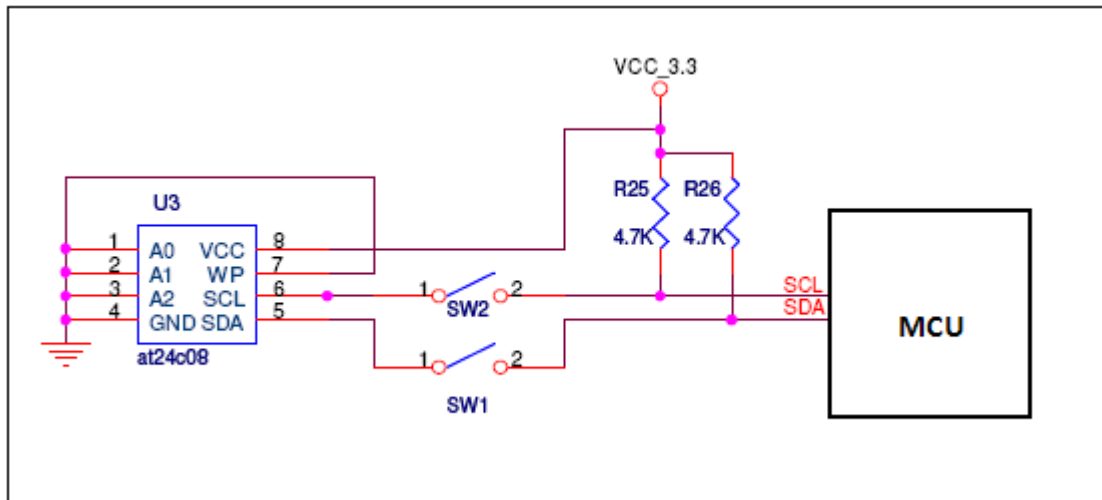 VCC_3.3
R25 R26
4.7K 4.7K
U3
1 A0 VCC 8
2 A1 WP 7
3 A2 SCL 6
4 GND SDA 5
at24c08
1 2
SW2
1 2
SW1
SCL
SDA
MCU